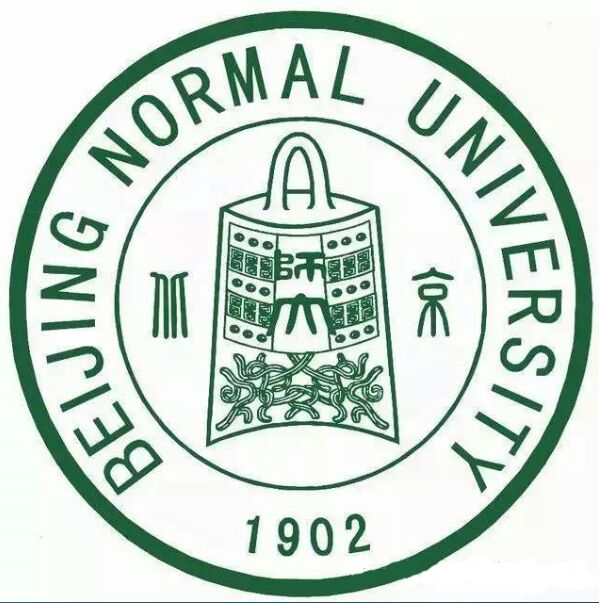 BEIJING NORMAL UNIVERSITY
北 京
師
大
1902